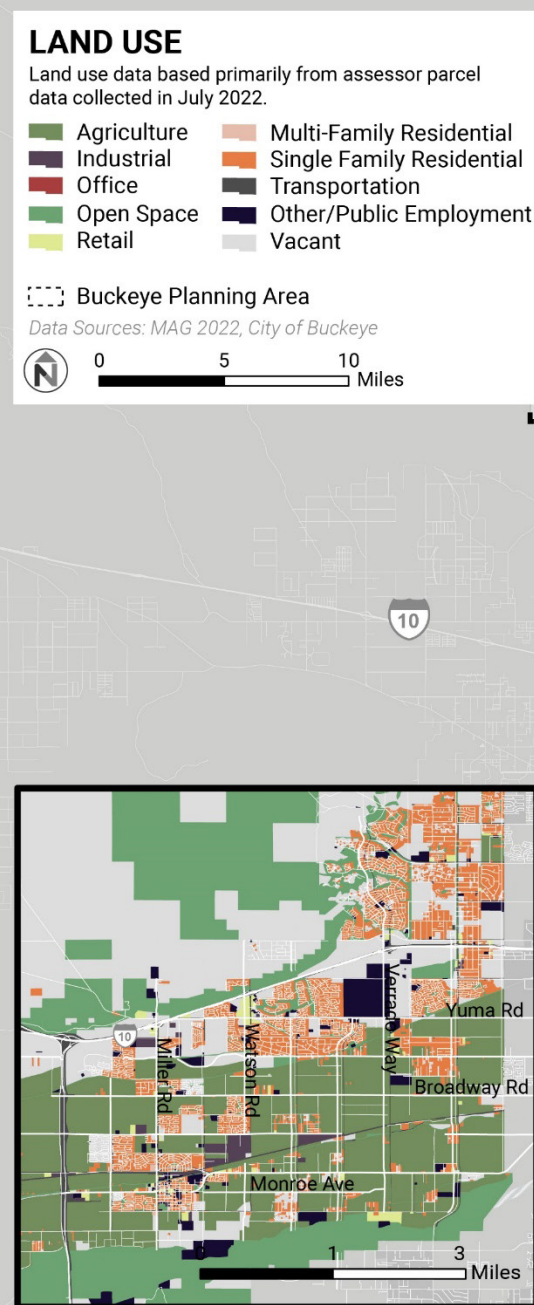 LAND USE
Land use data based primarily from assessor parcel
data collected in July 2022.
Agriculture
Industrial
Office
Open Space
Retail
Multi-Family Residential
Single Family Residential
Transportation
Other/Public Employment
Vacant
Buckeye Planning Area
Data Sources: MAG 2022, City of Buckeye
N
0 5 10
Miles
10
10
Verrado Way
Yuma Rd
Watson Rd
Miller Rd
Broadway Rd
Monroe Ave
0 1 3
Miles